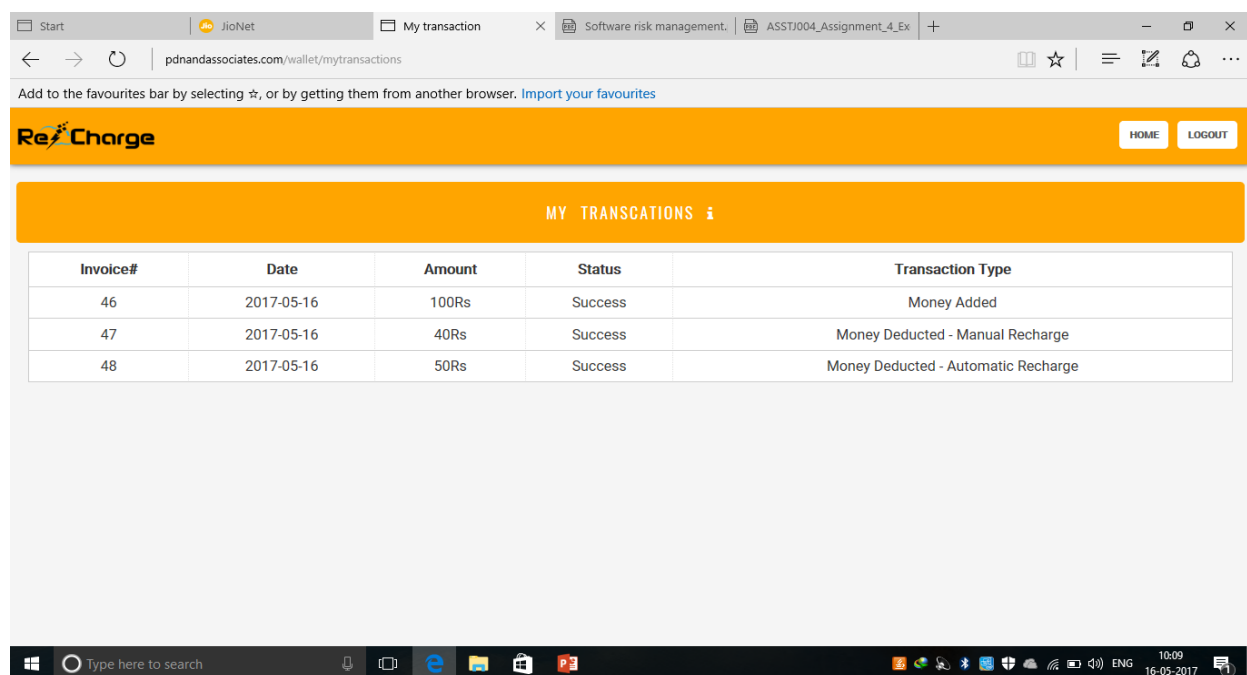 Start JioNet My transaction Software risk management. ASSTJ004_Assignment_4_Ex
pdnandassociates.com/wallet/mytransactions
Add to the favourites bar by selecting ☆, or by getting them from another browser. Import your favourites
Re Charge HOME LOGOUT
MY TRANSCATIONS i
Invoice# Date Amount Status Transaction Type
46 2017-05-16 100Rs Success Money Added
47 2017-05-16 40Rs Success Money Deducted - Manual Recharge
48 2017-05-16 50Rs Success Money Deducted - Automatic Recharge
Type here to search ENG 10:09
16-05-2017